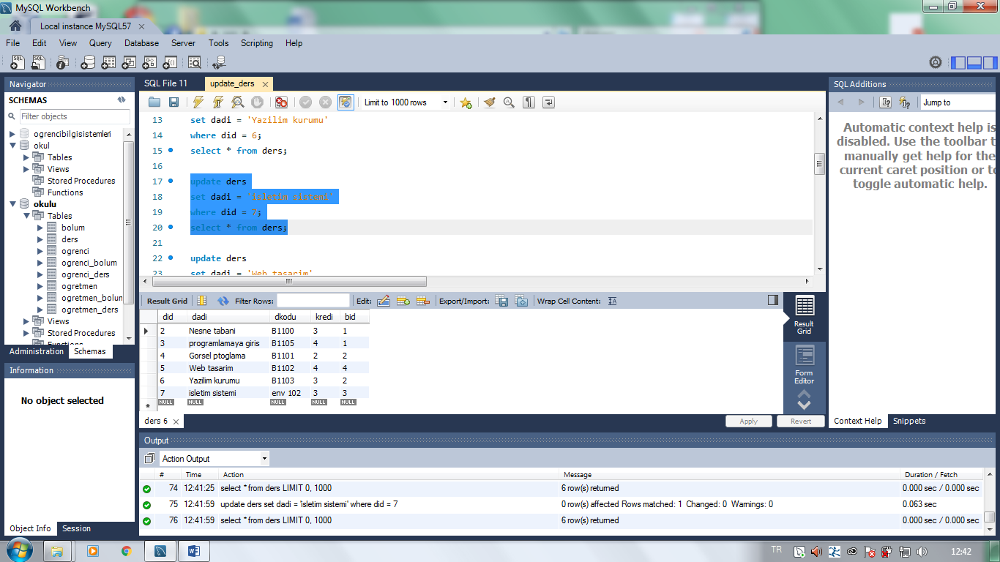 MySQL Workbench
Local instance MySQL57
File Edit View Query Database Server Tools Scripting Help
Navigator
SCHEMAS
Filter objects
ogrencibilgisistemleri
okul
Tables
Views
Stored Procedures
Functions
okulu
Tables
bolum
ders
ogrenci
ogrenci_bolum
ogrenci_ders
ogretmen
ogretmen_bolun
ogretmen_ders
Views
Stored Procedures
Functions
Administration Schemas
Information
No object selected
Object Info Session
SQL File 11 update_ders
Limit to 1000 rows
13 set dadi = 'Yazilim kurumu'
14 where did = 6;
15 select * from ders;
16
17 update ders
18 set dadi = 'isletim sistemi'
19 where did = 7;
20 select * from ders;
21
22 update ders
23 set dadi = 'Web tasarim'
Result Grid Filter Rows: Edit: Export/Import: Wrap Cell Content:
did dadi dkodu kredi bid
2 Nesne tabani B1100 3 1
3 programlamaya giris B1105 4 1
4 Gorsel ptoglama B1101 2 2
5 Web tasarim B1102 4 4
6 Yazilim kurumu B1103 3 2
7 isletim sistemi env 102 3 3
NULL NULL NULL NULL NULL
Result
Grid
Form
Editor
ders 6
Apply Revert
SQL Additions
Jump to
Automatic context help is
disabled. Use the toolbar t
manually get help for the
current caret position or to
toggle automatic help.
Context Help Snippets
Output
Action Output
# Time Action Message Duration / Fetch
74 12:41:25 select * from ders LIMIT 0, 1000 6 row(s) returned 0.000 sec / 0.000 sec
75 12:41:59 update ders set dadi = 'isletim sistemi' where did = 7 0 row(s) affected Rows matched: 1 Changed: 0 Warnings: 0 0.063 sec
76 12:41:59 select * from ders LIMIT 0, 1000 6 row(s) returned 0.000 sec / 0.000 sec
TR
12:42